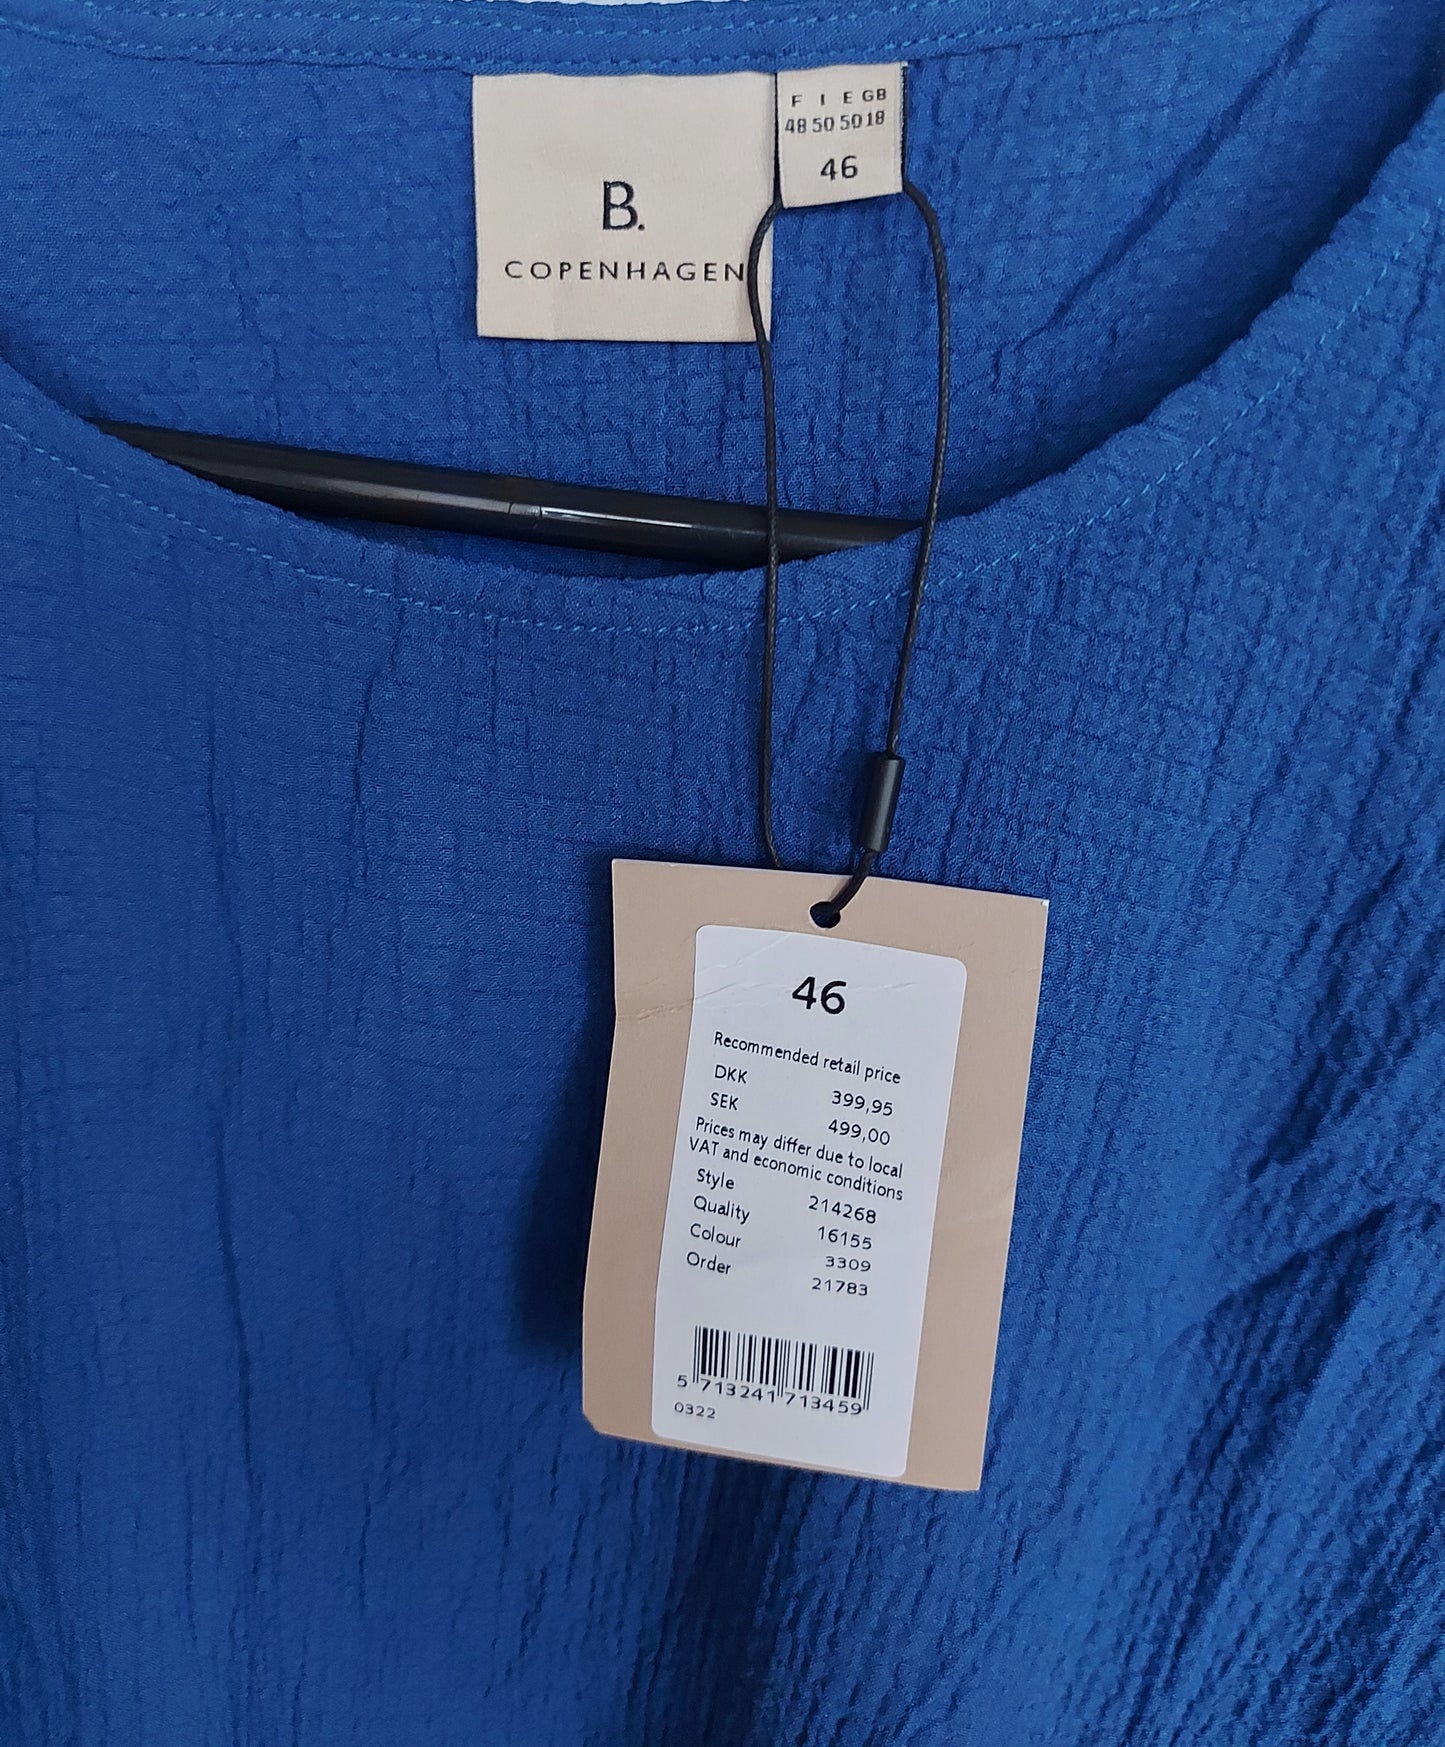 B.
COPENHAGEN
F I E GB
48 50 50 18
46
46
Recommended retail price
DKK 399,95
SEK 499,00
Prices may differ due to local
VAT and economic conditions
Style 214268
Quality 16155
Colour 3309
Order 21783
5 713241 713459
0322